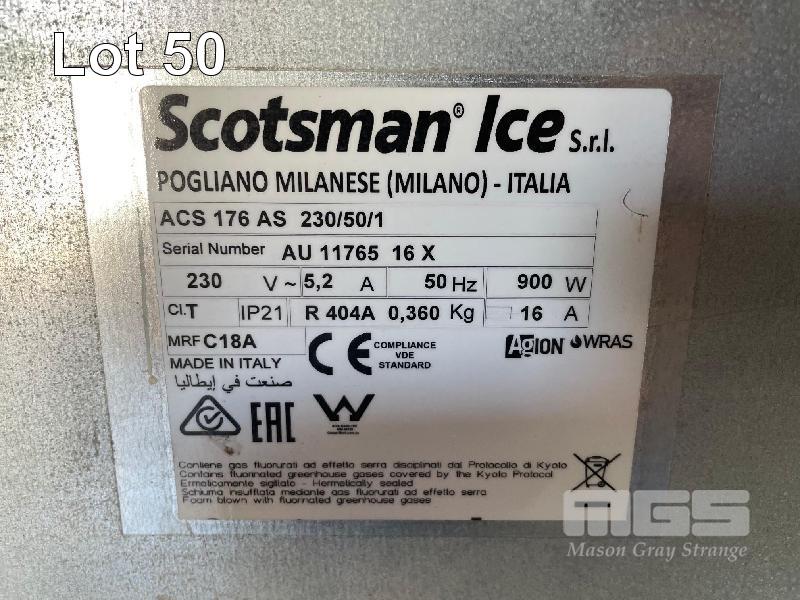 Lot 50
Scotsman® Ice S.r.l.
POGLIANO MILANESE (MILANO) - ITALIA
ACS 176 AS 230/50/1
Serial Number AU 11765 16 X
230 V ~ 5,2 A 50 Hz 900 W
Cl.T IP21 R 404A 0,360 Kg 16 A
MRF C18A
COMPLIANCE
VDE
STANDARD
AgION WRAS
MADE IN ITALY
صنعت في إيطاليا
EAC
W
Contiene gas fluorurati ad effetto serra disciplinati dal Protocollo di Kyoto
Contains fluorinated greenhouse gases covered by the Kyoto Protocol
Ermeticamente sigillato - Hermetically sealed
Schiuma insufflata mediante gas fluorurati ad effetto serra
Foam blown with fluorinated greenhouse gases
MGS
Mason Gray Strange